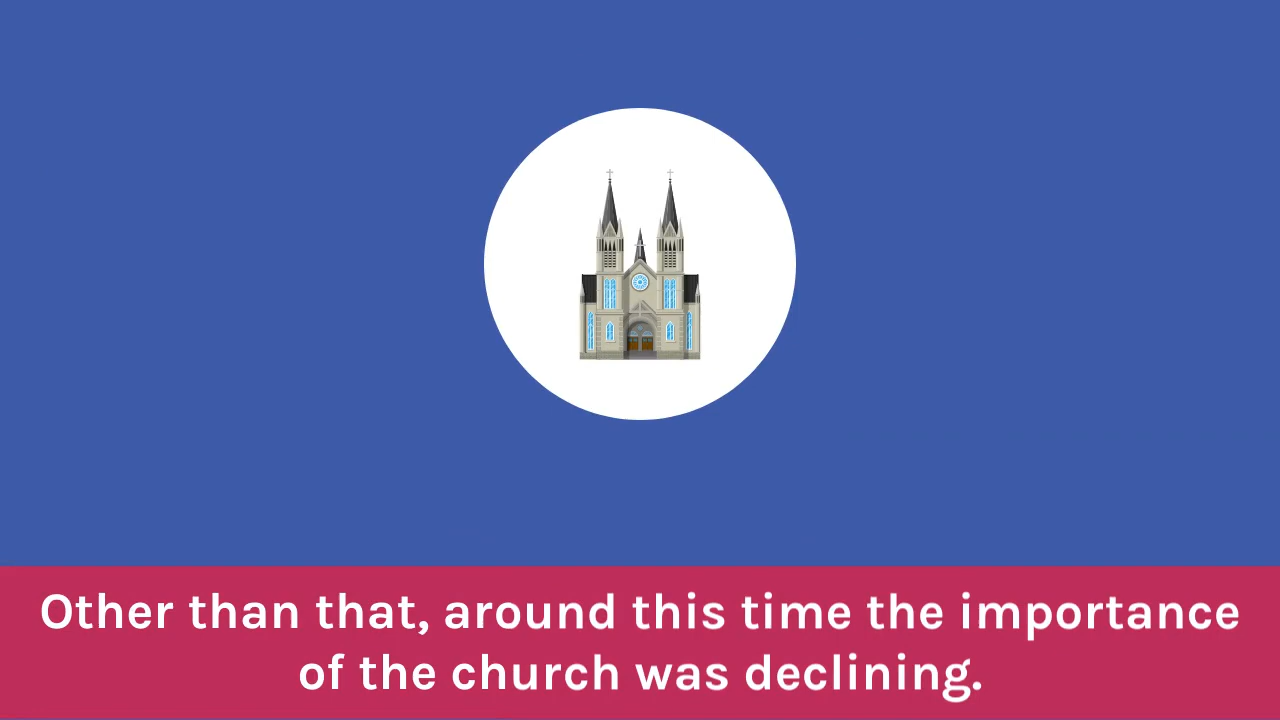 Other than that, around this time the importance
of the church was declining.